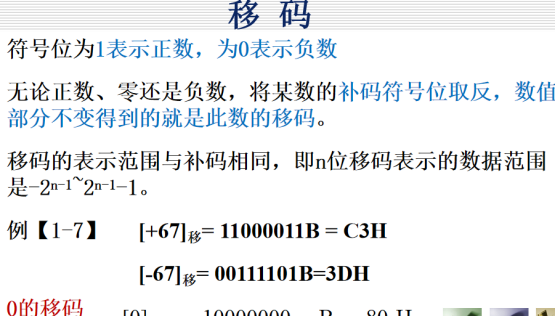 移 码
符号位为1表示正数，为0表示负数
无论正数、零还是负数，将某数的补码符号位取反，数值
部分不变得到的就是此数的移码。
移码的表示范围与补码相同，即n位移码表示的数据范围
是-2ⁿ⁻¹~2ⁿ⁻¹-1。
例【1-7】 [+67]移= 11000011B = C3H
[-67]移= 00111101B=3DH
0的移码 [0] 10000000 B 80 H